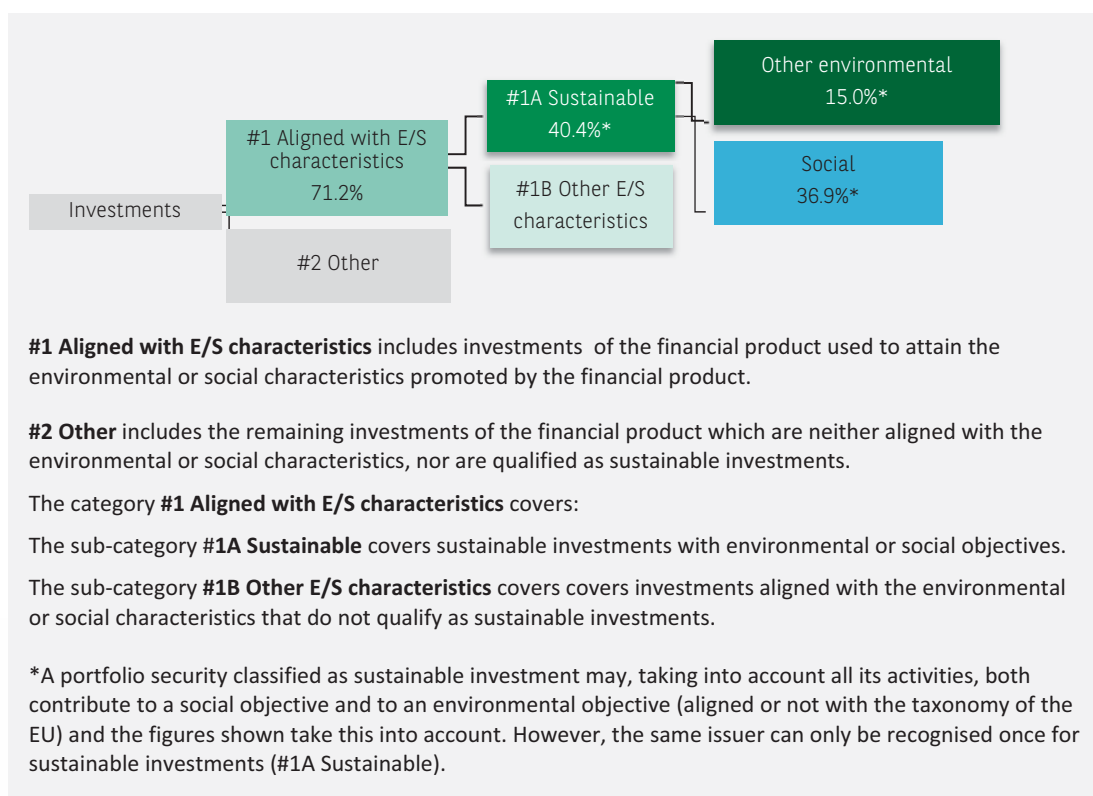 Other environmental
15.0%*
#1A Sustainable
40.4%*
#1 Aligned with E/S
characteristics
71.2%
Social
36.9%*
#1B Other E/S
characteristics
Investments
#2 Other
#1 Aligned with E/S characteristics includes investments of the financial product used to attain the
environmental or social characteristics promoted by the financial product.
#2 Other includes the remaining investments of the financial product which are neither aligned with the
environmental or social characteristics, nor are qualified as sustainable investments.
The category #1 Aligned with E/S characteristics covers:
The sub-category #1A Sustainable covers sustainable investments with environmental or social objectives.
The sub-category #1B Other E/S characteristics covers covers investments aligned with the environmental
or social characteristics that do not qualify as sustainable investments.
*A portfolio security classified as sustainable investment may, taking into account all its activities, both
contribute to a social objective and to an environmental objective (aligned or not with the taxonomy of the
EU) and the figures shown take this into account. However, the same issuer can only be recognised once for
sustainable investments (#1A Sustainable).